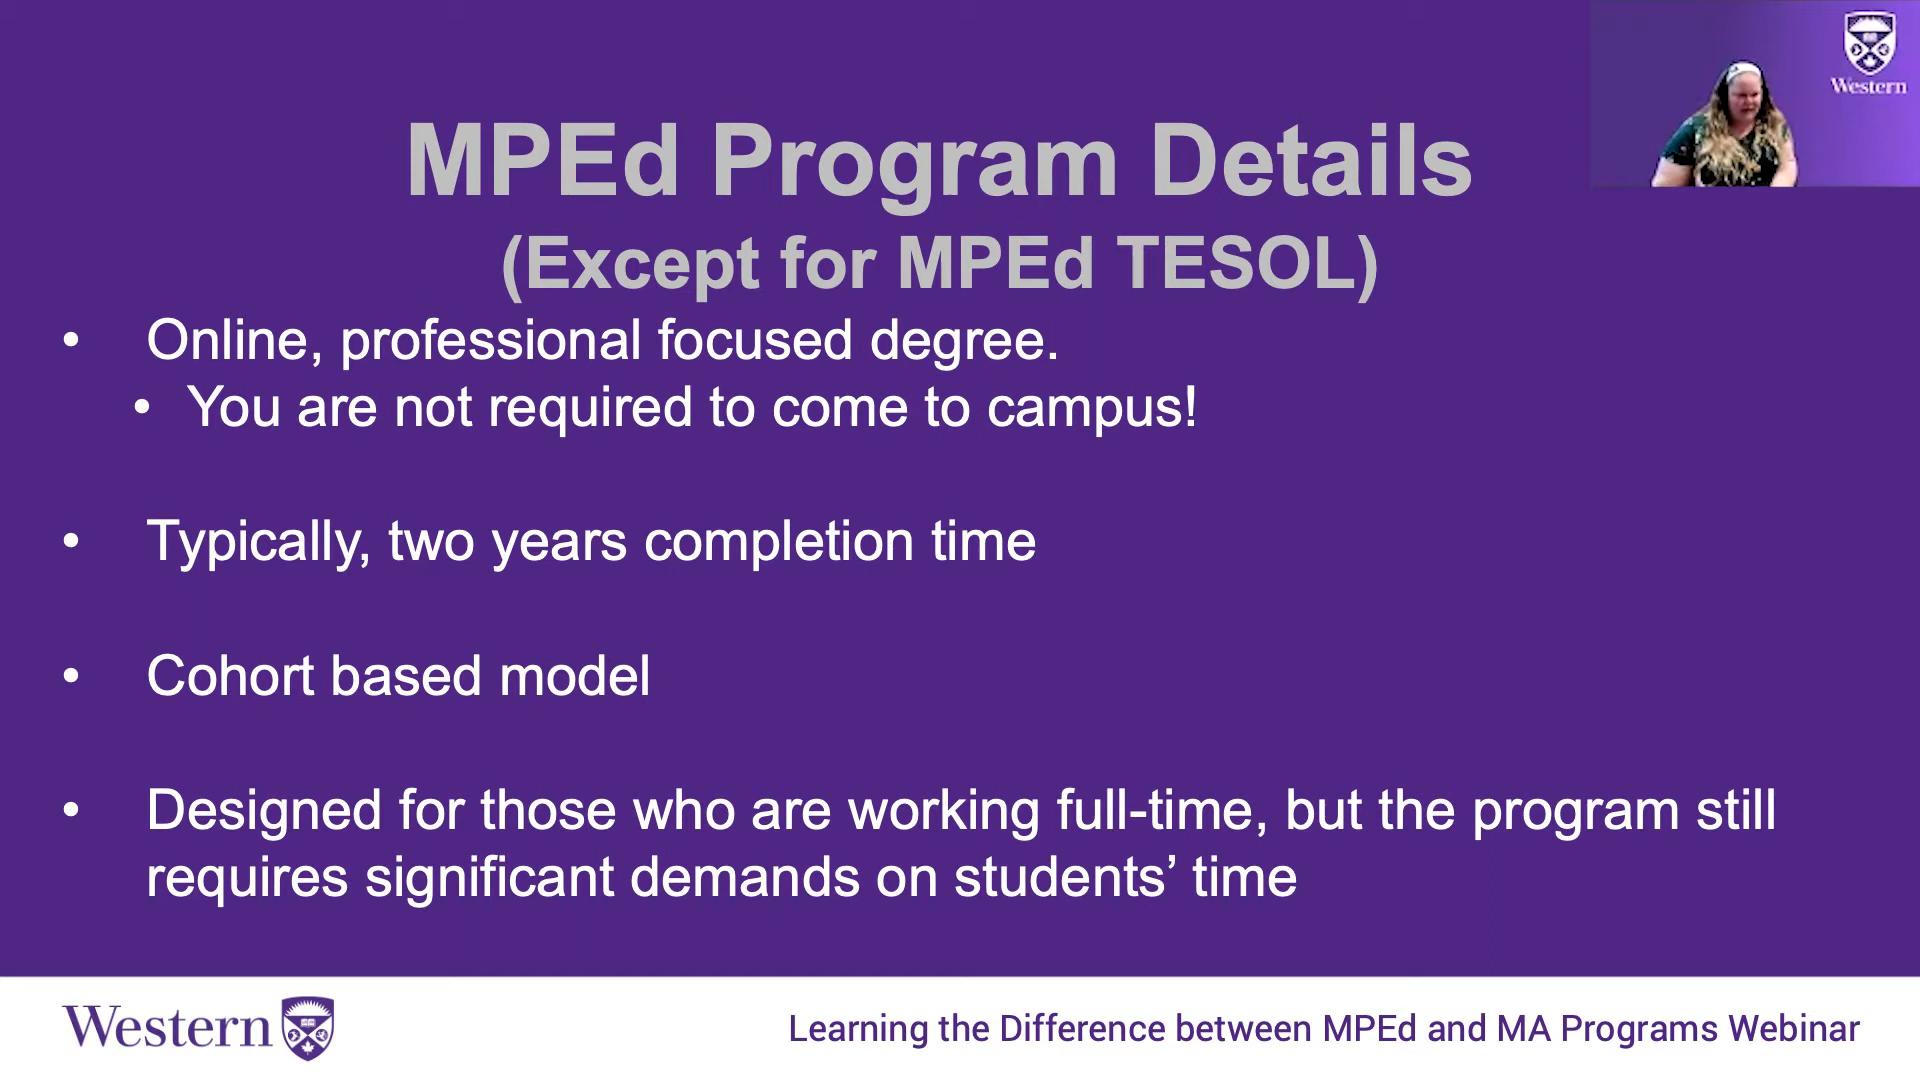 Western
MPEd Program Details
(Except for MPEd TESOL)
• Online, professional focused degree.
• You are not required to come to campus!
• Typically, two years completion time
• Cohort based model
• Designed for those who are working full-time, but the program still
requires significant demands on students’ time
Western
Learning the Difference between MPEd and MA Programs Webinar